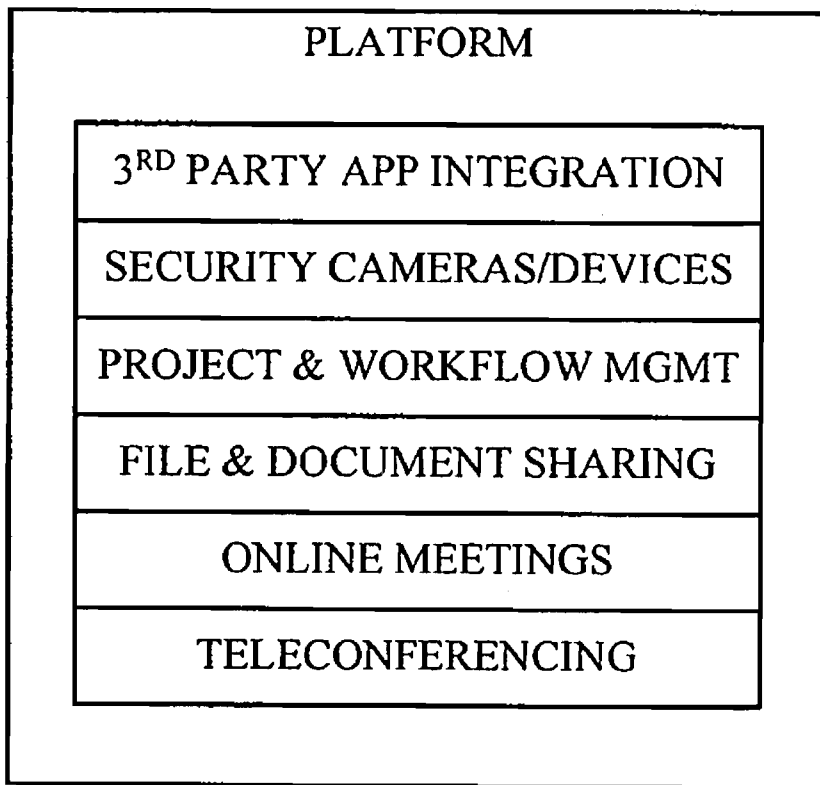 PLATFORM
3RD PARTY APP INTEGRATION
SECURITY CAMERAS/DEVICES
PROJECT & WORKFLOW MGMT
FILE & DOCUMENT SHARING
ONLINE MEETINGS
TELECONFERENCING